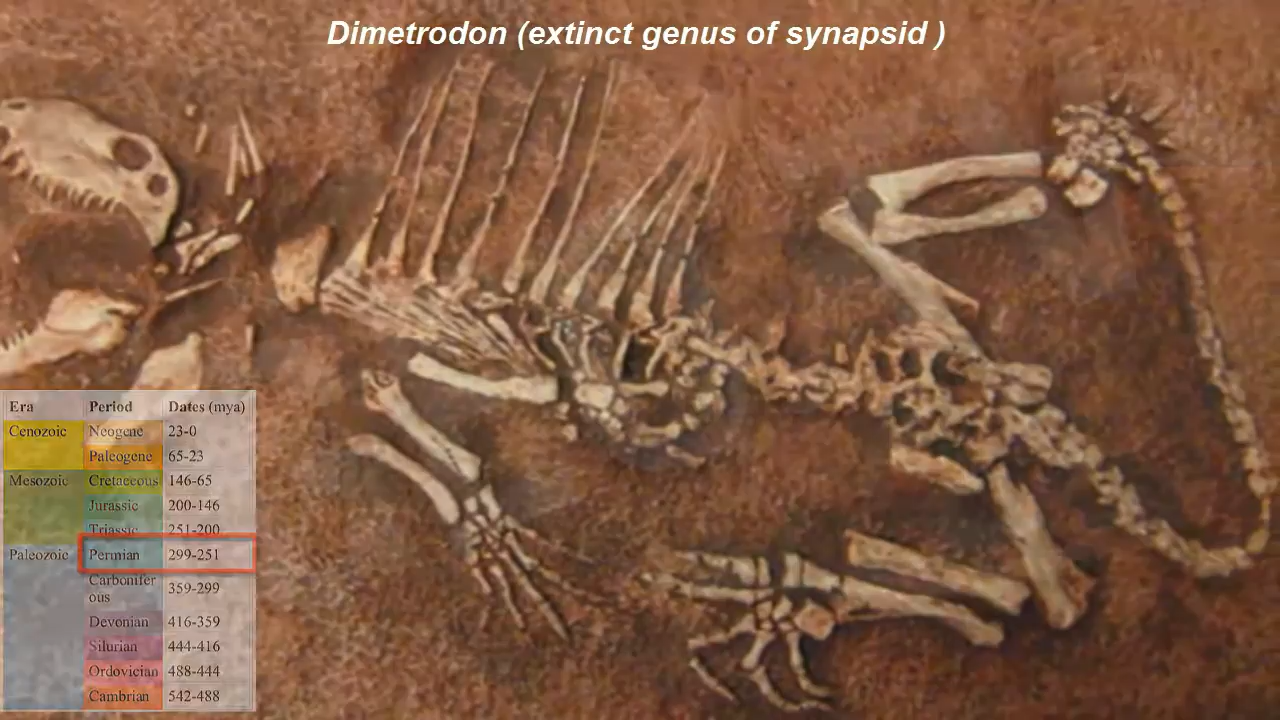 Dimetrodon (extinct genus of synapsid )
Era Period Dates (mya)
Cenozoic Neogene 23-0
Paleogene 65-23
Mesozoic Cretaceous 146-65
Jurassic 200-146
Triassic 251-200
Paleozoic Permian 299-251
Carbonifer
ous 359-299
Devonian 416-359
Silurian 444-416
Ordovician 488-444
Cambrian 542-488